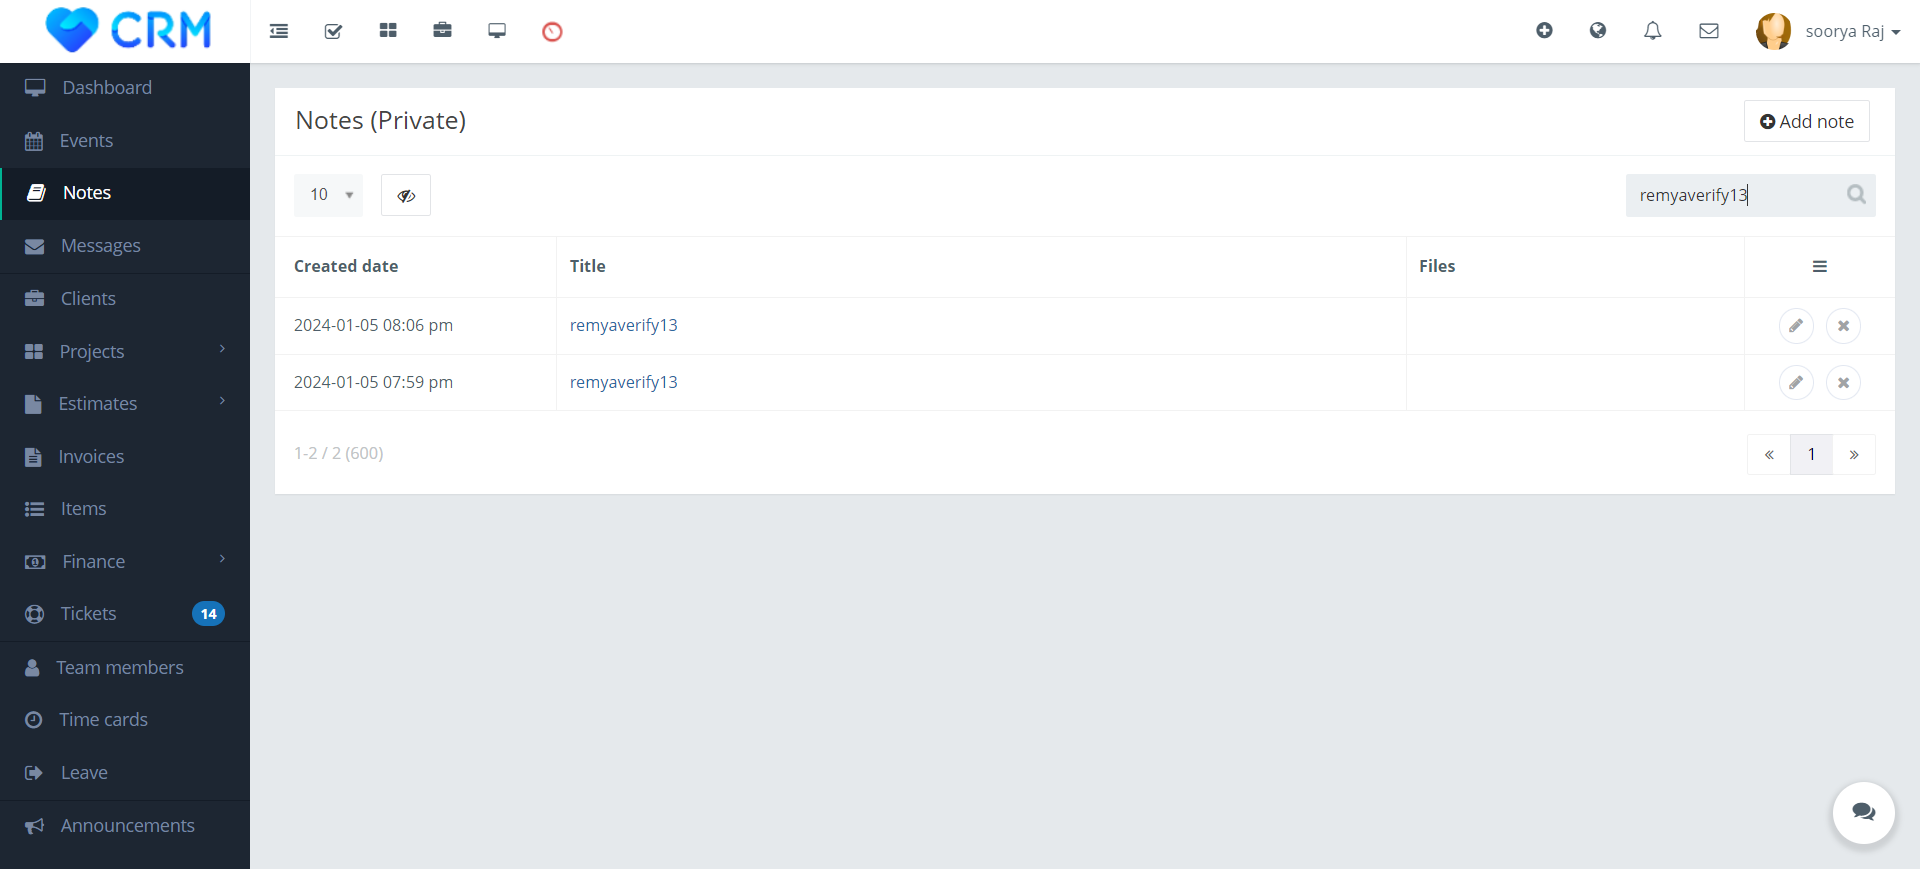 CRM
soorya Raj
Dashboard
Events
Notes
Messages
Clients
Projects
Estimates
Invoices
Items
Finance
Tickets 14
Team members
Time cards
Leave
Announcements
Notes (Private)
Add note
10
remyaverify13
Created date Title Files
2024-01-05 08:06 pm remyaverify13
2024-01-05 07:59 pm remyaverify13
1-2 / 2 (600)
« 1 »